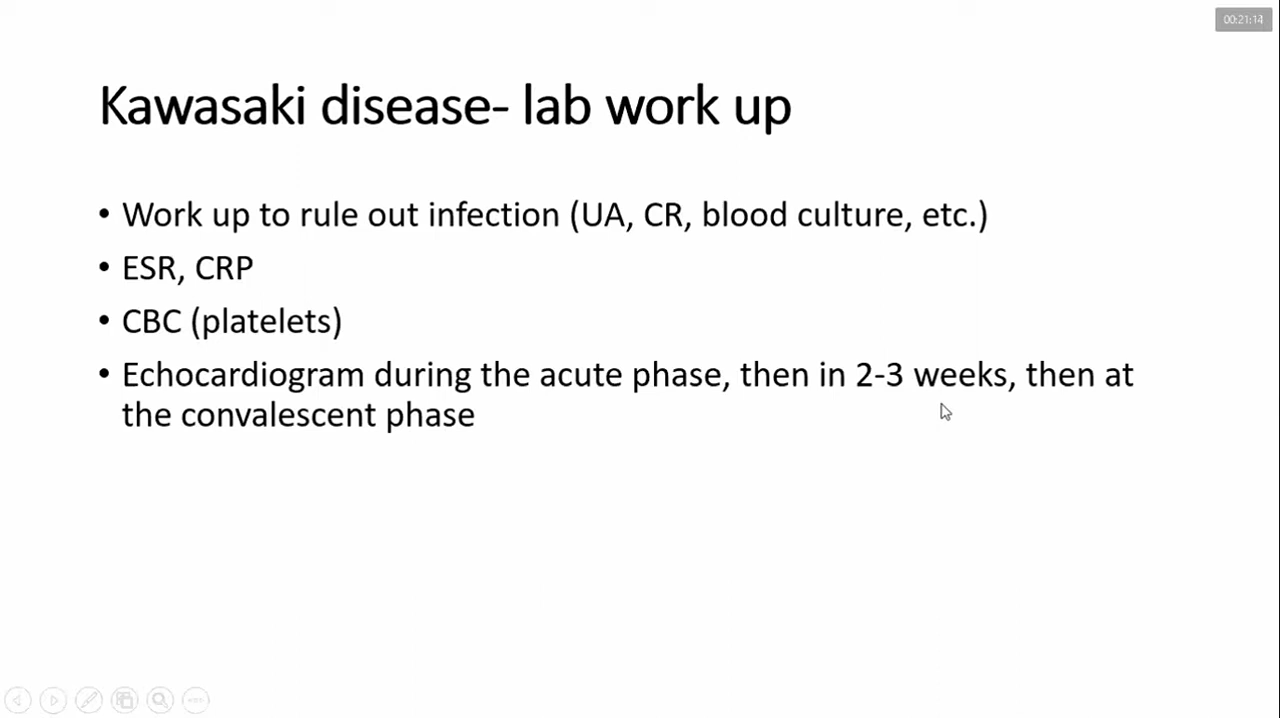 00:21:14
Kawasaki disease- lab work up
• Work up to rule out infection (UA, CR, blood culture, etc.)
• ESR, CRP
• CBC (platelets)
• Echocardiogram during the acute phase, then in 2-3 weeks, then at
the convalescent phase